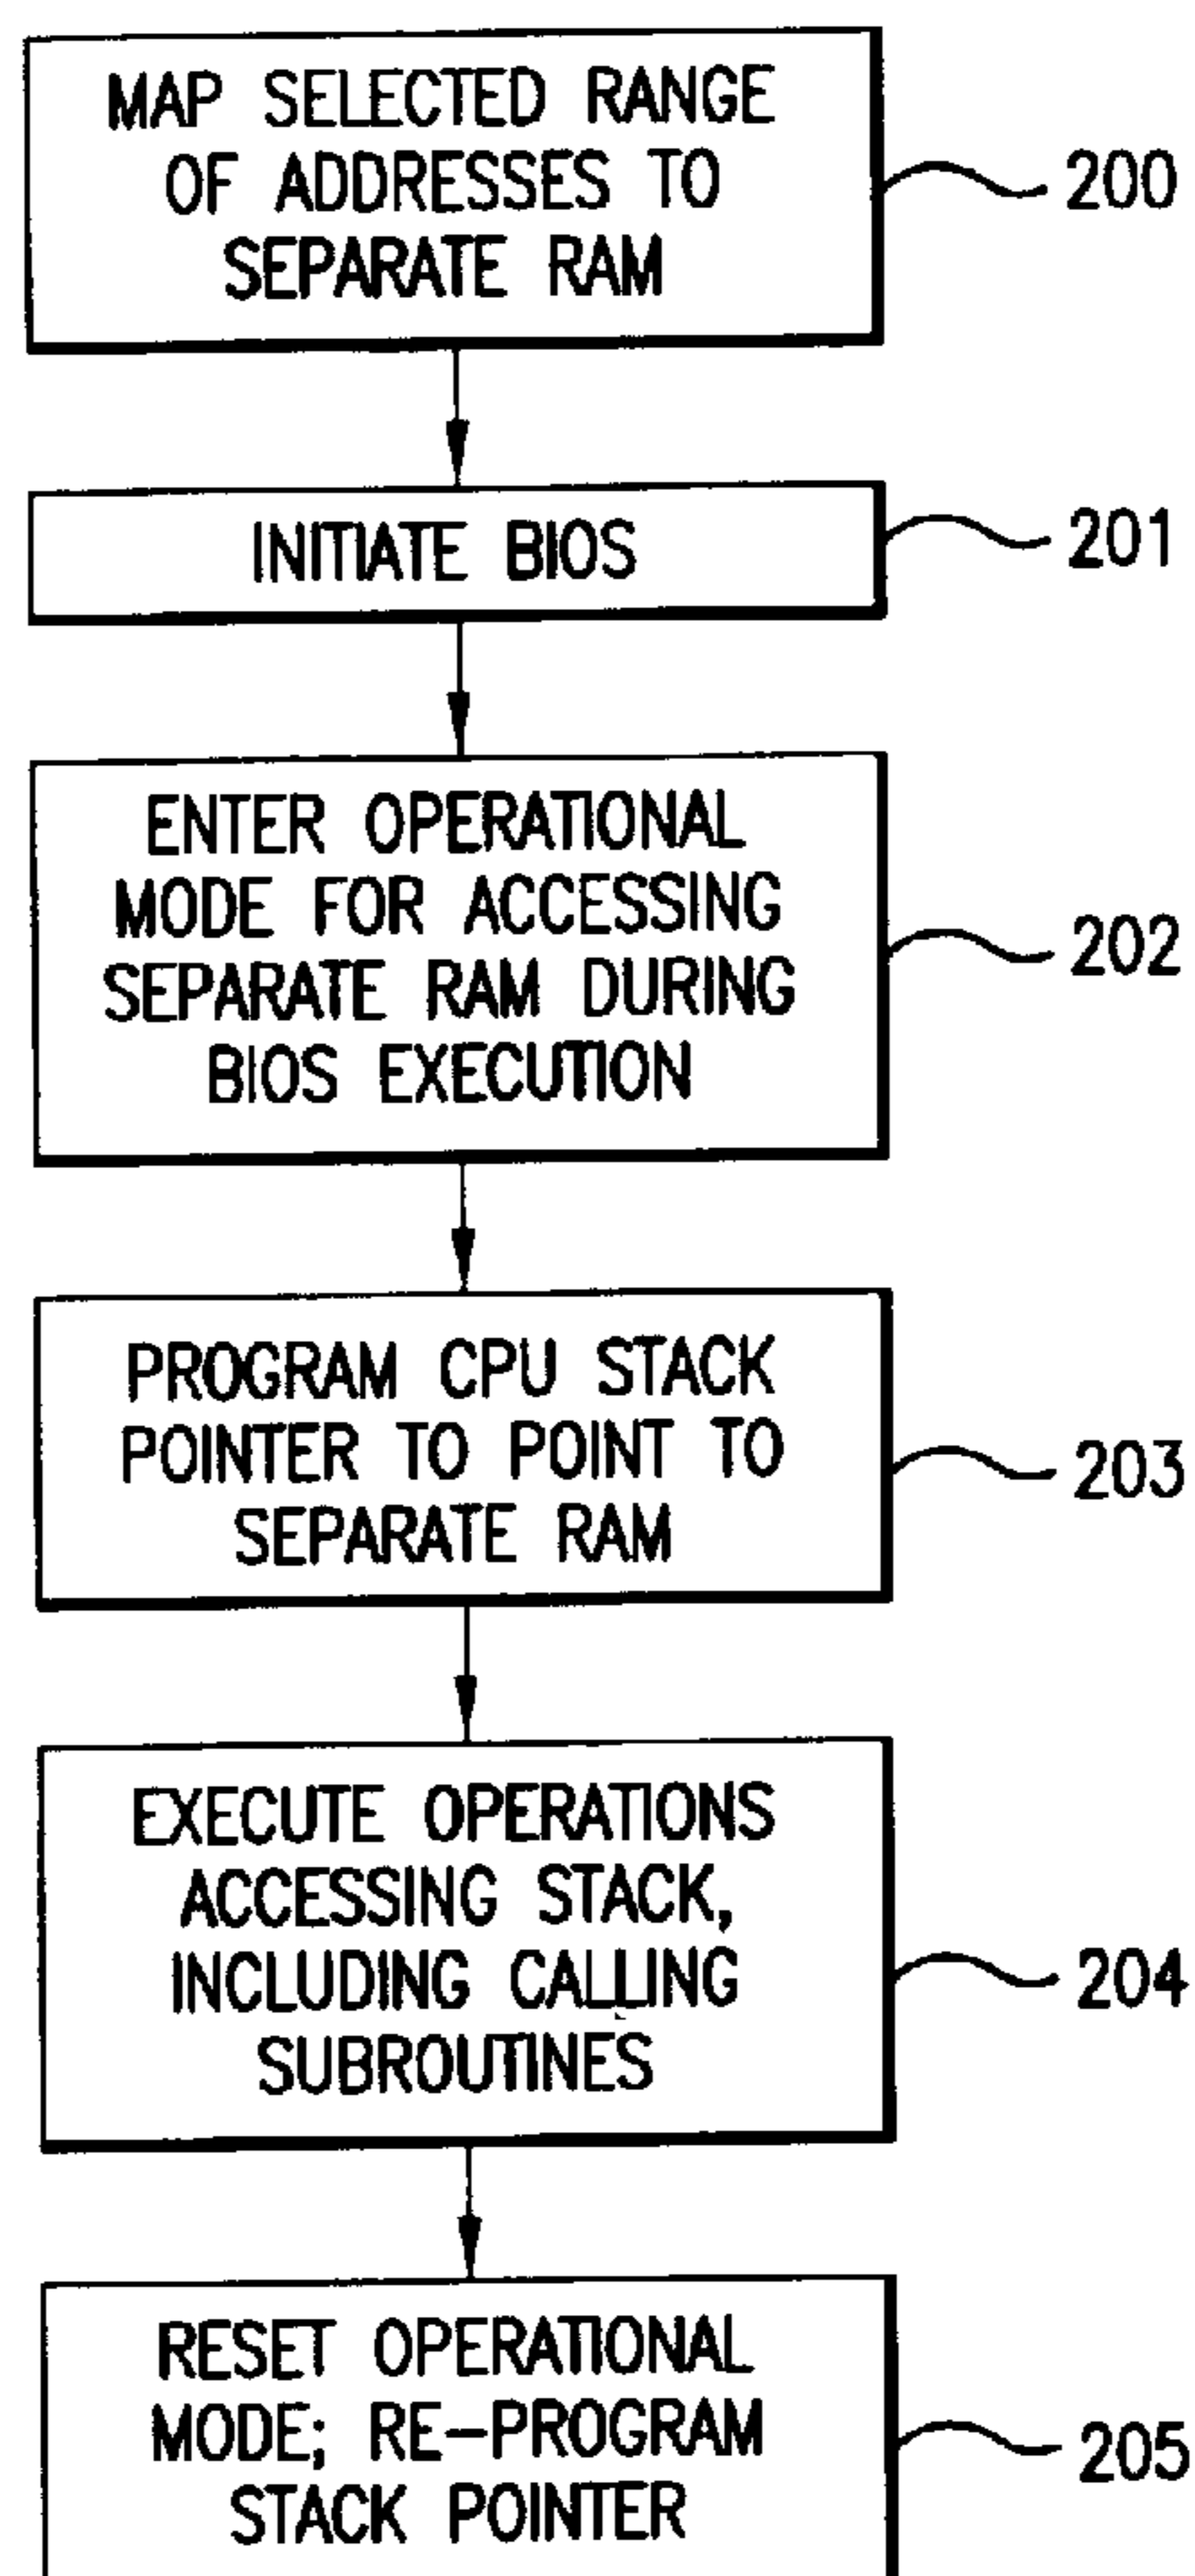 MAP SELECTED RANGE
OF ADDRESSES TO
SEPARATE RAM
200
INITIATE BIOS
201
ENTER OPERATIONAL
MODE FOR ACCESSING
SEPARATE RAM DURING
BIOS EXECUTION
202
PROGRAM CPU STACK
POINTER TO POINT TO
SEPARATE RAM
203
EXECUTE OPERATIONS
ACCESSING STACK,
INCLUDING CALLING
SUBROUTINES
204
RESET OPERATIONAL
MODE; RE-PROGRAM
STACK POINTER
205